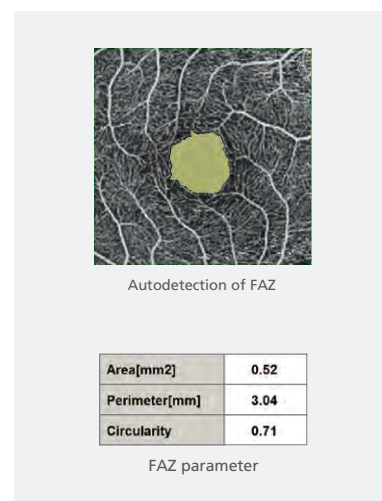 Autodetection of FAZ
Area[mm2] 0.52
Perimeter[mm] 3.04
Circularity 0.71
FAZ parameter